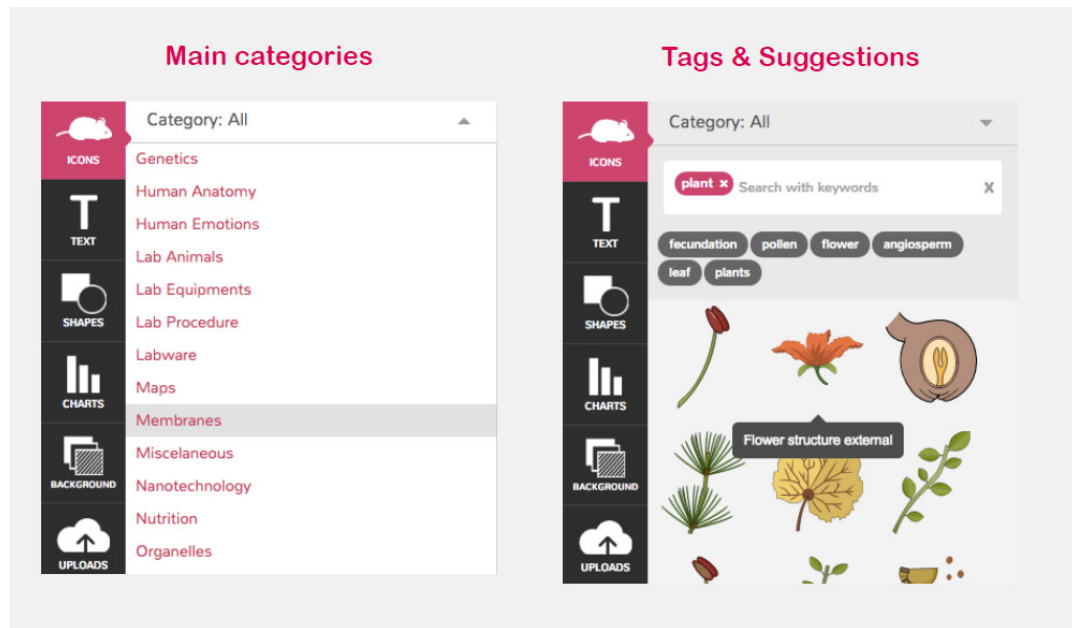 Main categories
Category: All
ICONS
TEXT
SHAPES
CHARTS
BACKGROUND
UPLOADS
Genetics
Human Anatomy
Human Emotions
Lab Animals
Lab Equipments
Lab Procedure
Labware
Maps
Membranes
Miscelaneous
Nanotechnology
Nutrition
Organelles
Tags & Suggestions
Category: All
ICONS
TEXT
SHAPES
CHARTS
BACKGROUND
UPLOADS
plant x Search with keywords X
fecundation pollen flower angiosperm
leaf plants
Flower structure external